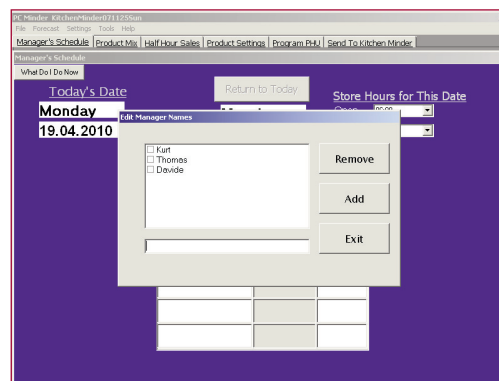 PC Minder KitchenMinder071125Sun
File Forecast Settings Tools Help
Manager's Schedule Product Mix Half Hour Sales Product Settings Program PHU Send To Kitchen Minder
Manager's Schedule
What Do I Do Now
Today's Date Return to Today Store Hours for This Date
Monday
19.04.2010
Edit Manager Names
Kurt
Thomas
Davide
Remove
Add
Exit